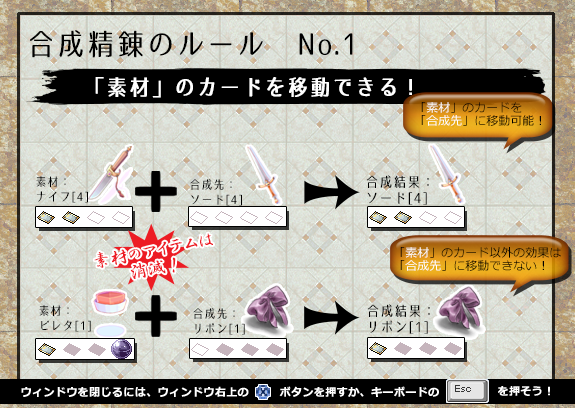 合成精錬のルール　No.1
「素材」のカードを移動できる！
「素材」のカードを
「合成先」に移動可能！
素材：
ナイフ[4]
合成先：
ソード[4]
合成結果：
ソード[4]
素材のアイテムは
消滅！
「素材」のカード以外の効果は
「合成先」に移動できない！
素材：
ビレタ[1]
合成先：
リボン[1]
合成結果：
リボン[1]
ウィンドウを閉じるには、ウィンドウ右上の ボタンを押すか、キーボードの Esc を押そう！